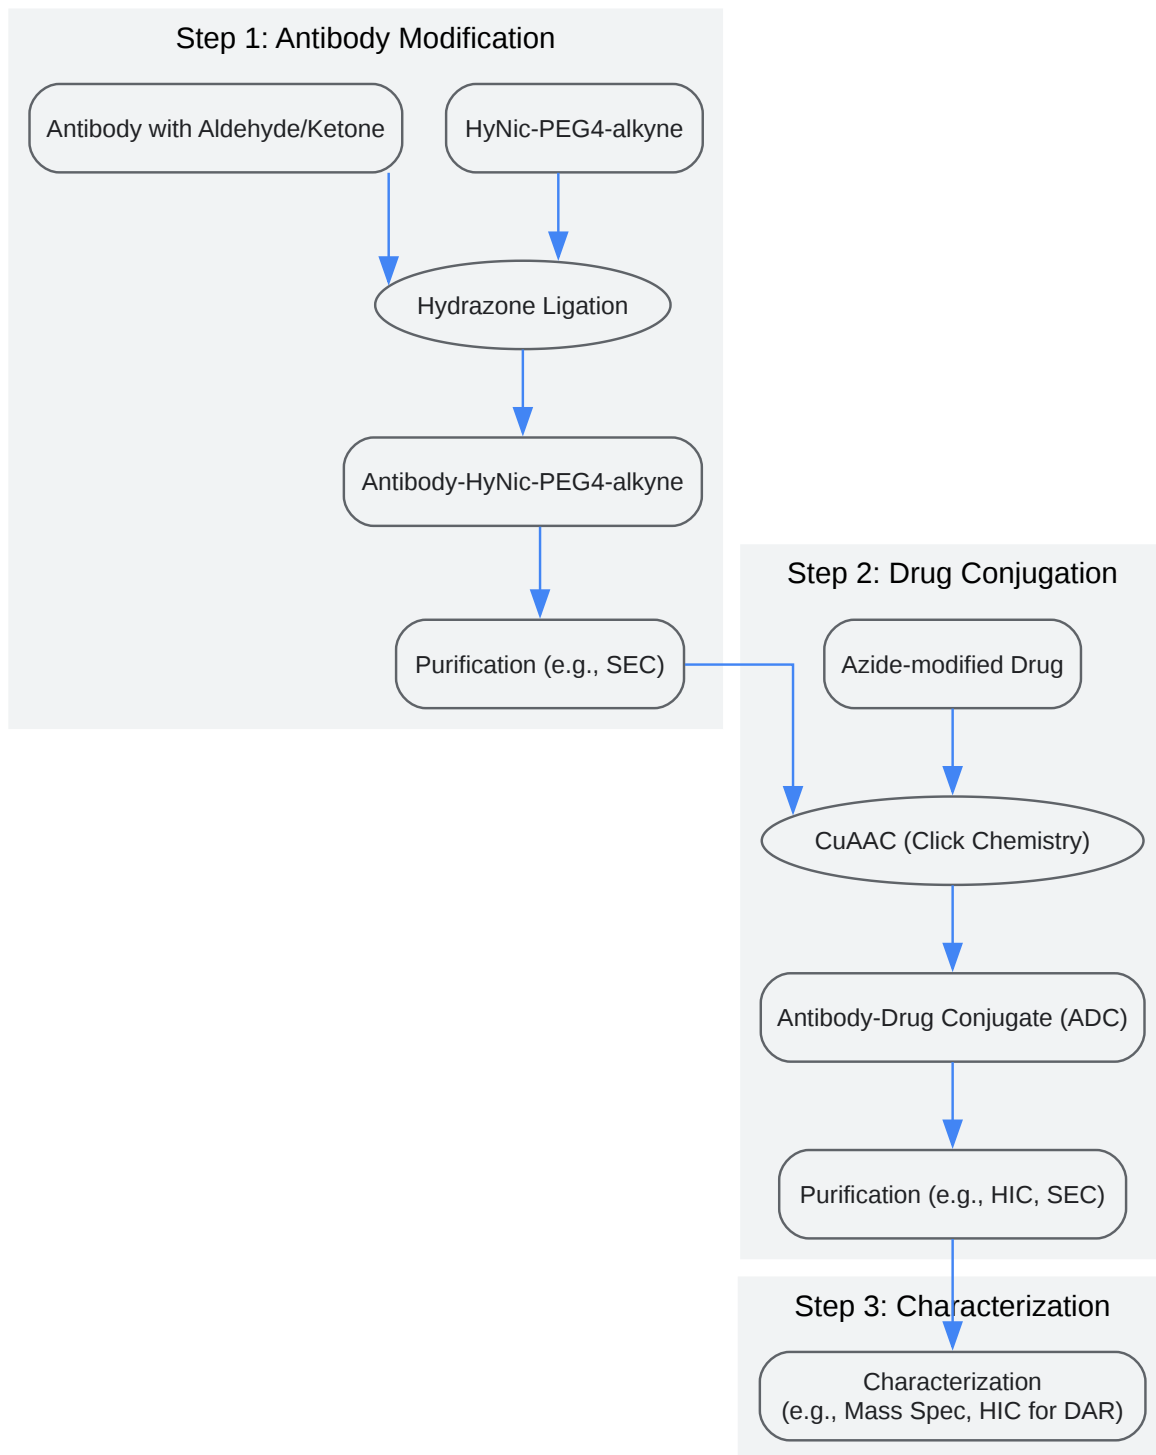 Step 1: Antibody Modification
Antibody with Aldehyde/Ketone
HyNic-PEG4-alkyne
Hydrazone Ligation
Antibody-HyNic-PEG4-alkyne
Purification (e.g., SEC)
Step 2: Drug Conjugation
Azide-modified Drug
CuAAC (Click Chemistry)
Antibody-Drug Conjugate (ADC)
Purification (e.g., HIC, SEC)
Step 3: Characterization
Characterization
(e.g., Mass Spec, HIC for DAR)